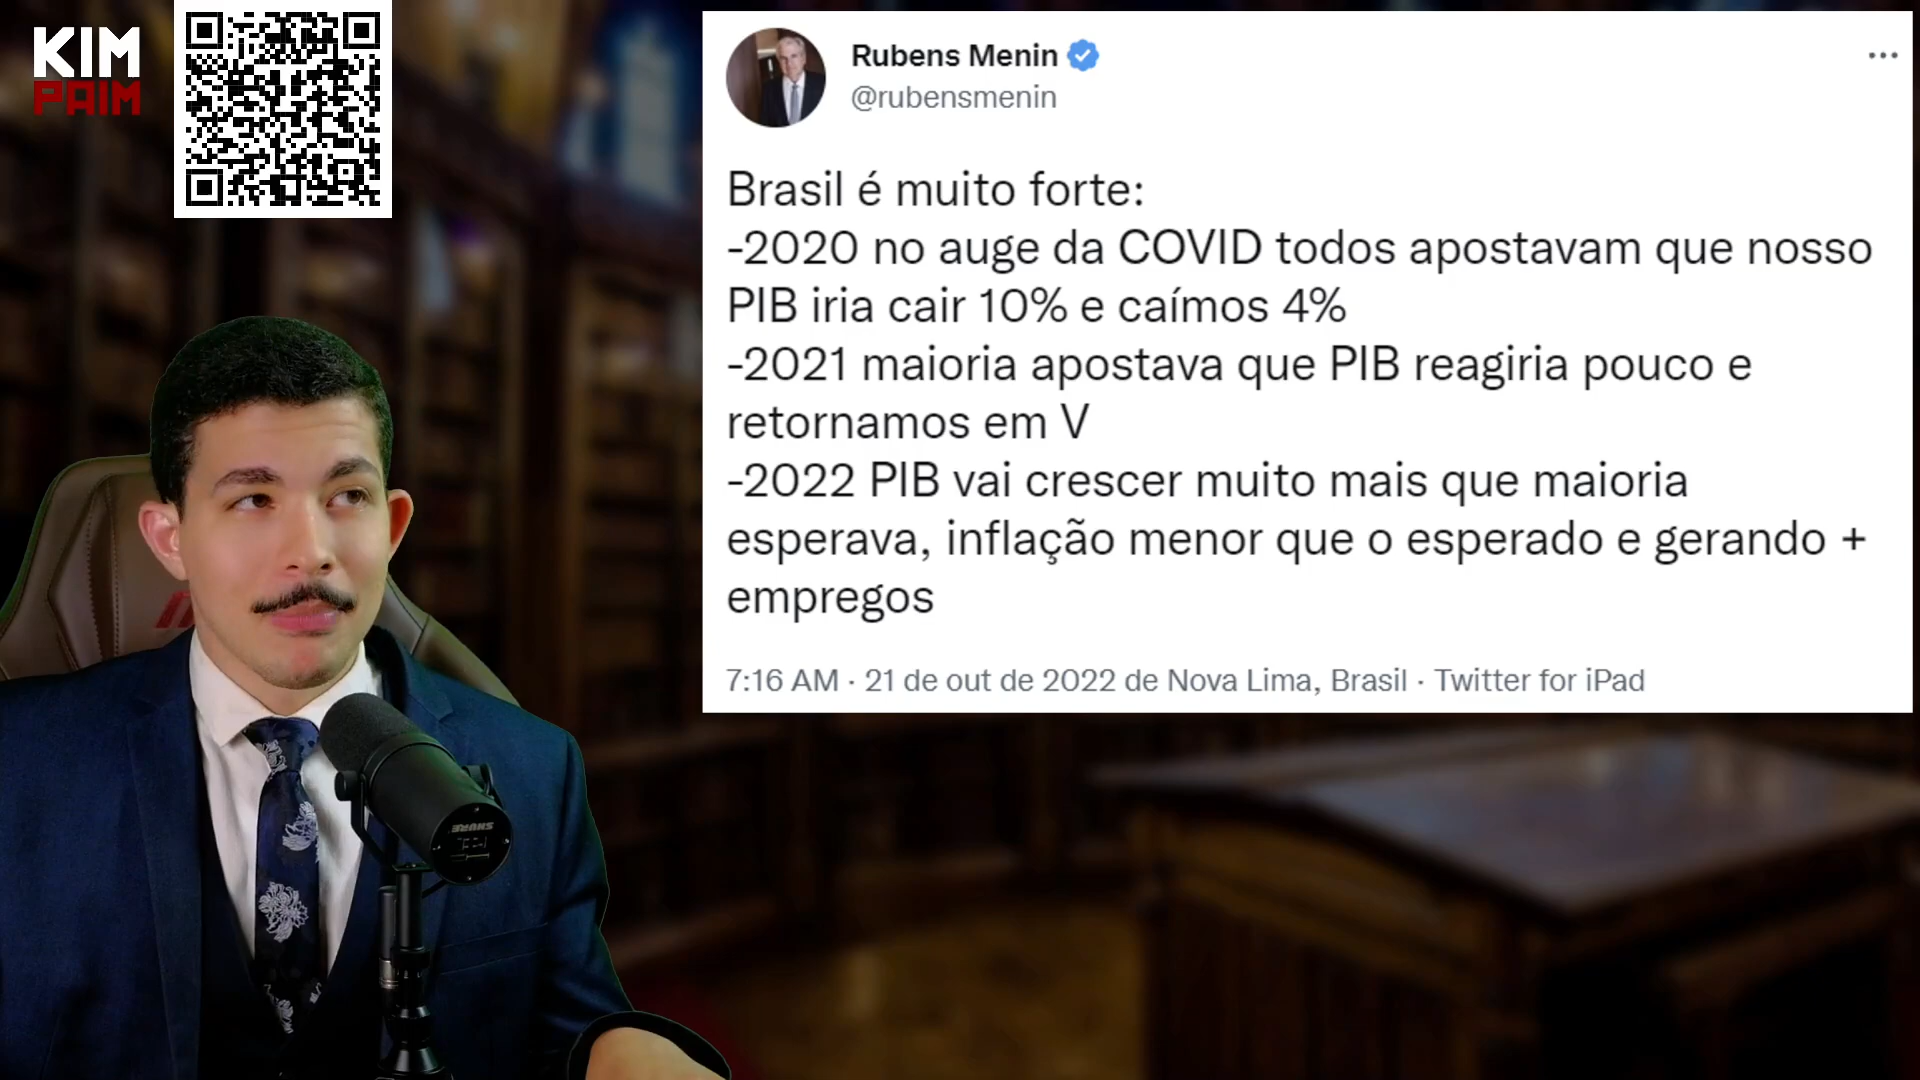 KIM
PAIM
Rubens Menin
@rubensmenin
Brasil é muito forte:
-2020 no auge da COVID todos apostavam que nosso
PIB iria cair 10% e caímos 4%
-2021 maioria apostava que PIB reagiria pouco e
retornamos em V
-2022 PIB vai crescer muito mais que maioria
esperava, inflação menor que o esperado e gerando +
empregos
7:16 AM · 21 de out de 2022 de Nova Lima, Brasil · Twitter for iPad
SHURE